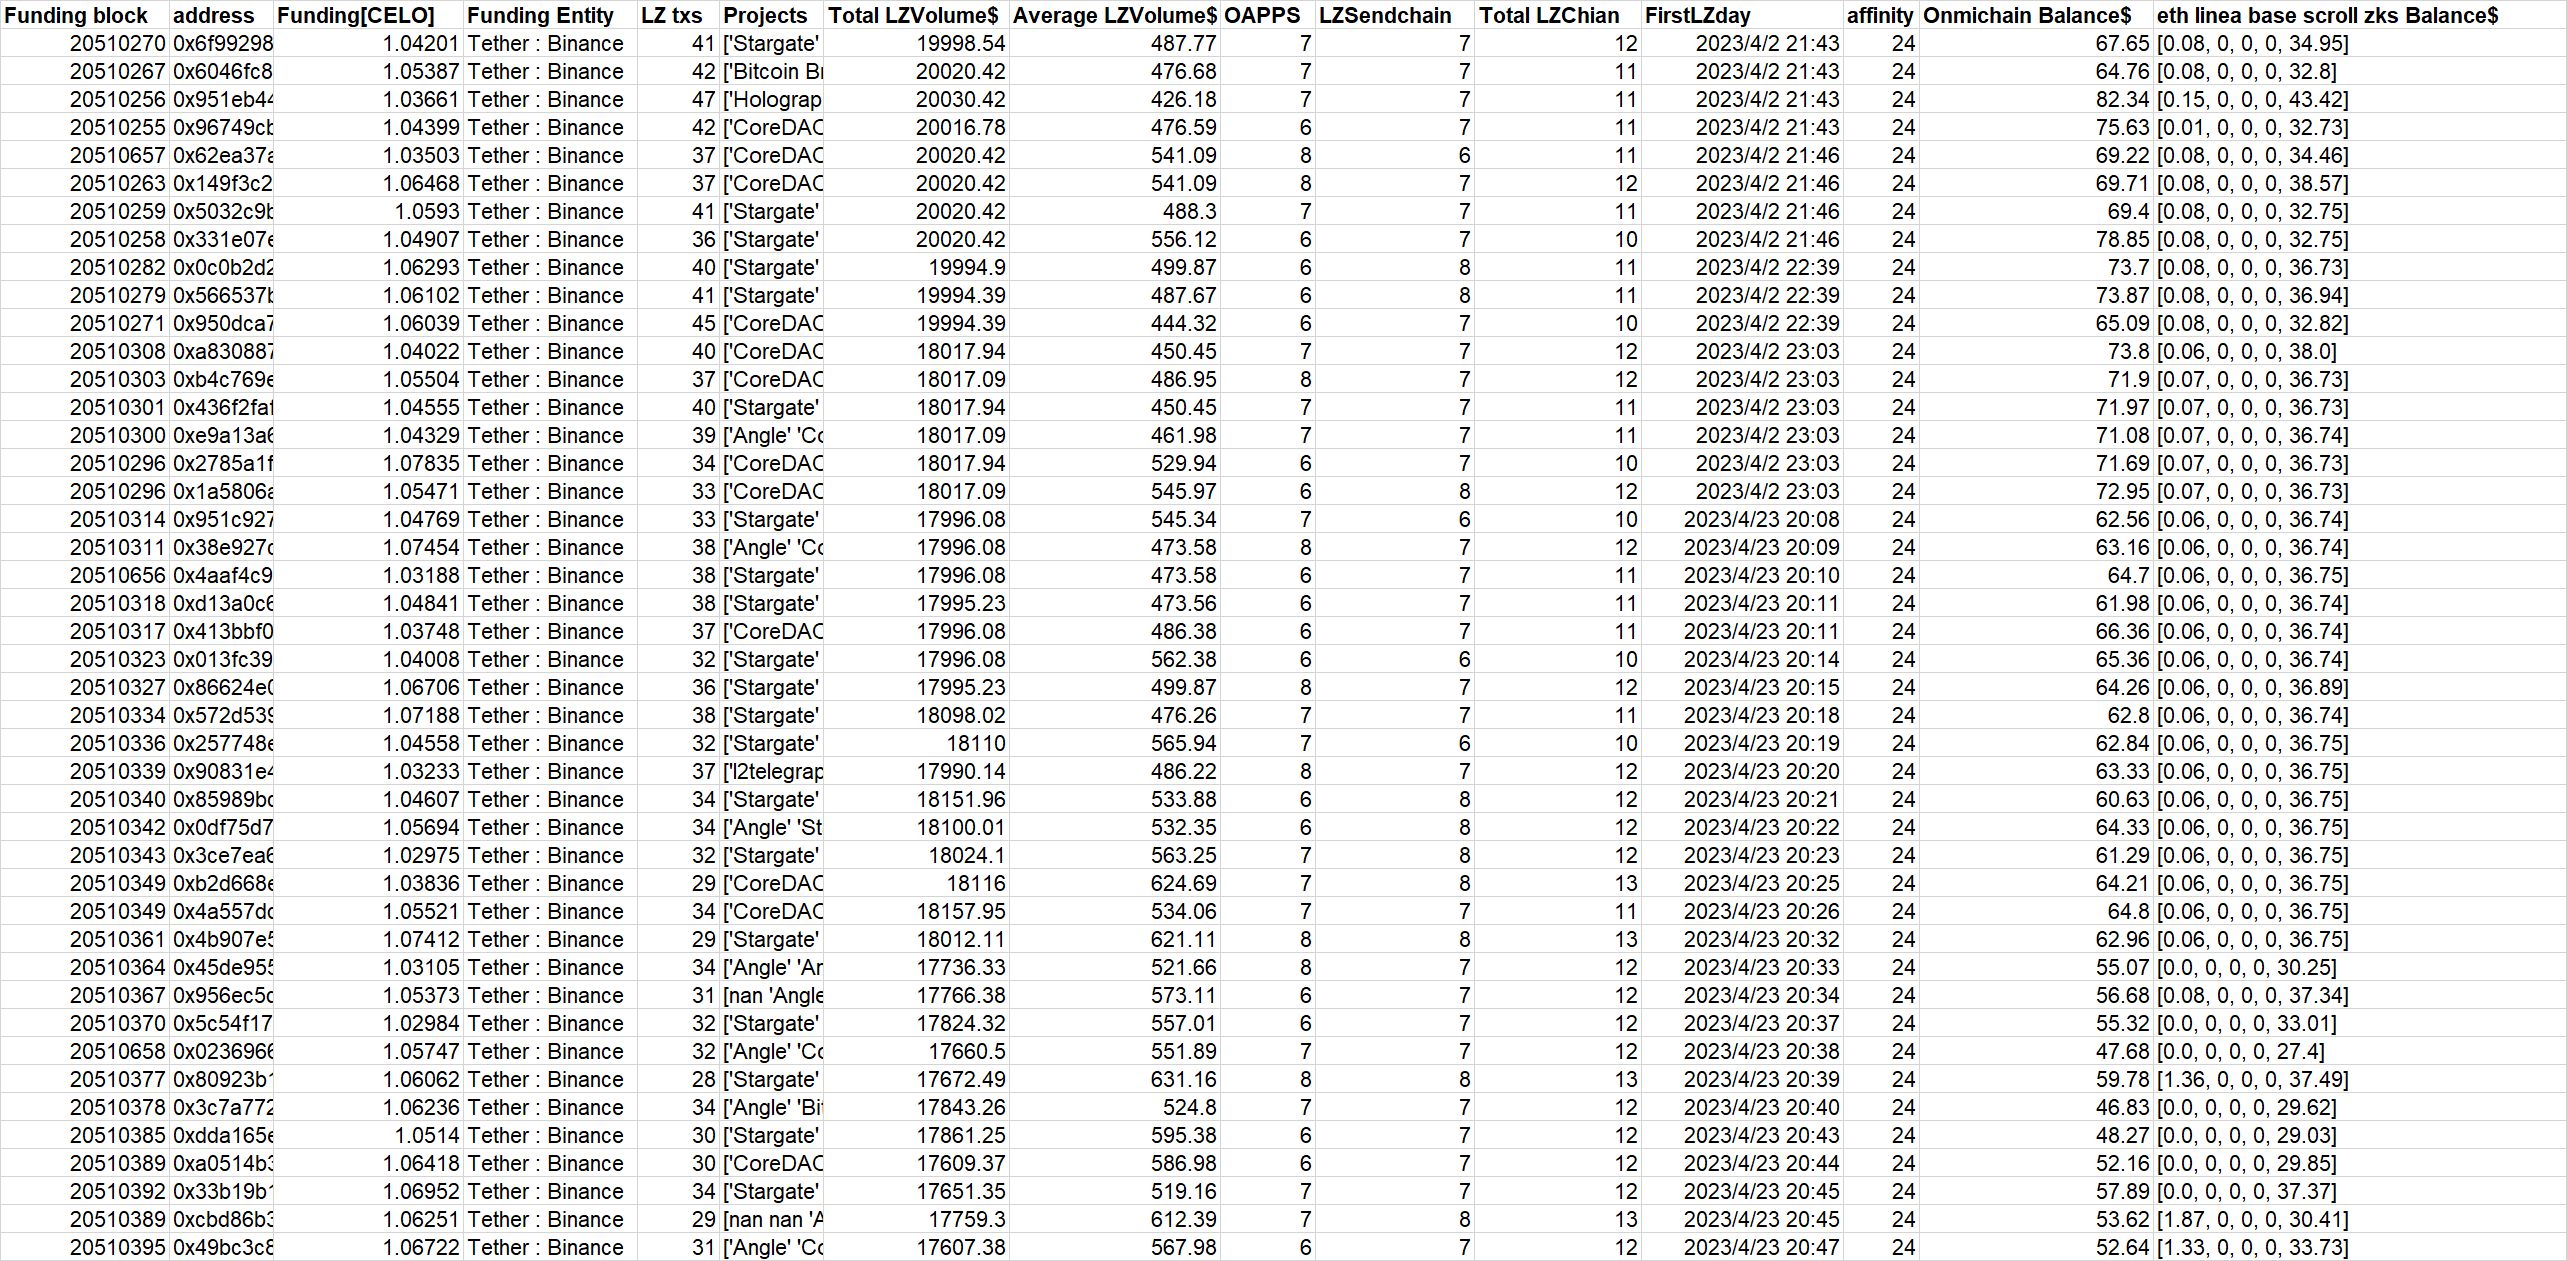 Funding block address Funding[CELO] Funding Entity LZ txs Projects Total LZVolume$ Average LZVolume$ OAPPS LZSendchain Total LZChian FirstLZday affinity Onmichain Balance$ eth linea base scroll zks Balance$
20510270 0x6f99298 1.04201 Tether : Binance 41 ['Stargate' 19998.54 487.77 7 7 12 2023/4/2 21:43 24 67.65 [0.08, 0, 0, 0, 34.95]
20510267 0x6046fc8 1.05387 Tether : Binance 42 ['Bitcoin Br 20020.42 476.68 7 7 11 2023/4/2 21:43 24 64.76 [0.08, 0, 0, 0, 32.8]
20510256 0x951eb44 1.03661 Tether : Binance 47 ['Holograp 20030.42 426.18 7 7 11 2023/4/2 21:43 24 82.34 [0.15, 0, 0, 0, 43.42]
20510255 0x96749cb 1.04399 Tether : Binance 42 ['CoreDAO 20016.78 476.59 6 7 11 2023/4/2 21:43 24 75.63 [0.01, 0, 0, 0, 32.73]
20510657 0x62ea37a 1.03503 Tether : Binance 37 ['CoreDAO 20020.42 541.09 8 6 11 2023/4/2 21:46 24 69.22 [0.08, 0, 0, 0, 34.46]
20510263 0x149f3c2 1.06468 Tether : Binance 37 ['CoreDAO 20020.42 541.09 8 7 12 2023/4/2 21:46 24 69.71 [0.08, 0, 0, 0, 38.57]
20510259 0x5032c9b 1.0593 Tether : Binance 41 ['Stargate' 20020.42 488.3 7 7 11 2023/4/2 21:46 24 69.4 [0.08, 0, 0, 0, 32.75]
20510258 0x331e07e 1.04907 Tether : Binance 36 ['Stargate' 20020.42 556.12 6 7 10 2023/4/2 21:46 24 78.85 [0.08, 0, 0, 0, 32.75]
20510282 0x0c0b2d2 1.06293 Tether : Binance 40 ['Stargate' 19994.9 499.87 6 8 11 2023/4/2 22:39 24 73.7 [0.08, 0, 0, 0, 36.73]
20510279 0x566537b 1.06102 Tether : Binance 41 ['Stargate' 19994.39 487.67 6 8 11 2023/4/2 22:39 24 73.87 [0.08, 0, 0, 0, 36.94]
20510271 0x950dca7 1.06039 Tether : Binance 45 ['CoreDAO 19994.39 444.32 6 7 10 2023/4/2 22:39 24 65.09 [0.08, 0, 0, 0, 32.82]
20510308 0xa830887 1.04022 Tether : Binance 40 ['CoreDAO 18017.94 450.45 7 7 12 2023/4/2 23:03 24 73.8 [0.06, 0, 0, 0, 38.0]
20510303 0xb4c769e 1.05504 Tether : Binance 37 ['CoreDAO 18017.09 486.95 8 7 12 2023/4/2 23:03 24 71.9 [0.07, 0, 0, 0, 36.73]
20510301 0x436f2faf 1.04555 Tether : Binance 40 ['Stargate' 18017.94 450.45 7 7 11 2023/4/2 23:03 24 71.97 [0.07, 0, 0, 0, 36.73]
20510300 0xe9a13a6 1.04329 Tether : Binance 39 ['Angle' 'Co 18017.09 461.98 7 7 11 2023/4/2 23:03 24 71.08 [0.07, 0, 0, 0, 36.74]
20510296 0x2785a1f 1.07835 Tether : Binance 34 ['CoreDAO 18017.94 529.94 6 7 10 2023/4/2 23:03 24 71.69 [0.07, 0, 0, 0, 36.73]
20510296 0x1a5806a 1.05471 Tether : Binance 33 ['CoreDAO 18017.09 545.97 6 8 12 2023/4/2 23:03 24 72.95 [0.07, 0, 0, 0, 36.73]
20510314 0x951c927 1.04769 Tether : Binance 33 ['Stargate' 17996.08 545.34 7 6 10 2023/4/23 20:08 24 62.56 [0.06, 0, 0, 0, 36.74]
20510311 0x38e927c 1.07454 Tether : Binance 38 ['Angle' 'Co 17996.08 473.58 8 7 12 2023/4/23 20:09 24 63.16 [0.06, 0, 0, 0, 36.74]
20510656 0x4aaf4c9 1.03188 Tether : Binance 38 ['Stargate' 17996.08 473.58 6 7 11 2023/4/23 20:10 24 64.7 [0.06, 0, 0, 0, 36.75]
20510318 0xd13a0c6 1.04841 Tether : Binance 38 ['Stargate' 17995.23 473.56 6 7 11 2023/4/23 20:11 24 61.98 [0.06, 0, 0, 0, 36.74]
20510317 0x413bbf0 1.03748 Tether : Binance 37 ['CoreDAO 17996.08 486.38 6 7 11 2023/4/23 20:11 24 66.36 [0.06, 0, 0, 0, 36.74]
20510323 0x013fc39 1.04008 Tether : Binance 32 ['Stargate' 17996.08 562.38 6 6 10 2023/4/23 20:14 24 65.36 [0.06, 0, 0, 0, 36.74]
20510327 0x86624e0 1.06706 Tether : Binance 36 ['Stargate' 17995.23 499.87 8 7 12 2023/4/23 20:15 24 64.26 [0.06, 0, 0, 0, 36.89]
20510334 0x572d539 1.07188 Tether : Binance 38 ['Stargate' 18098.02 476.26 7 7 11 2023/4/23 20:18 24 62.8 [0.06, 0, 0, 0, 36.74]
20510336 0x257748e 1.04558 Tether : Binance 32 ['Stargate' 18110 565.94 7 6 10 2023/4/23 20:19 24 62.84 [0.06, 0, 0, 0, 36.75]
20510339 0x90831e4 1.03233 Tether : Binance 37 ['l2telegrap 17990.14 486.22 8 7 12 2023/4/23 20:20 24 63.33 [0.06, 0, 0, 0, 36.75]
20510340 0x85989bc 1.04607 Tether : Binance 34 ['Stargate' 18151.96 533.88 6 8 12 2023/4/23 20:21 24 60.63 [0.06, 0, 0, 0, 36.75]
20510342 0x0df75d7 1.05694 Tether : Binance 34 ['Angle' 'St 18100.01 532.35 6 8 12 2023/4/23 20:22 24 64.33 [0.06, 0, 0, 0, 36.75]
20510343 0x3ce7ea6 1.02975 Tether : Binance 32 ['Stargate' 18024.1 563.25 7 8 12 2023/4/23 20:23 24 61.29 [0.06, 0, 0, 0, 36.75]
20510349 0xb2d668e 1.03836 Tether : Binance 29 ['CoreDAO 18116 624.69 7 8 13 2023/4/23 20:25 24 64.21 [0.06, 0, 0, 0, 36.75]
20510349 0x4a557dc 1.05521 Tether : Binance 34 ['CoreDAO 18157.95 534.06 7 7 11 2023/4/23 20:26 24 64.8 [0.06, 0, 0, 0, 36.75]
20510361 0x4b907e5 1.07412 Tether : Binance 29 ['Stargate' 18012.11 621.11 8 8 13 2023/4/23 20:32 24 62.96 [0.06, 0, 0, 0, 36.75]
20510364 0x45de955 1.03105 Tether : Binance 34 ['Angle' 'Ar 17736.33 521.66 8 7 12 2023/4/23 20:33 24 55.07 [0.0, 0, 0, 0, 30.25]
20510367 0x956ec5c 1.05373 Tether : Binance 31 [nan 'Angle 17766.38 573.11 6 7 12 2023/4/23 20:34 24 56.68 [0.08, 0, 0, 0, 37.34]
20510370 0x5c54f17 1.02984 Tether : Binance 32 ['Stargate' 17824.32 557.01 6 7 12 2023/4/23 20:37 24 55.32 [0.0, 0, 0, 0, 33.01]
20510658 0x0236966 1.05747 Tether : Binance 32 ['Angle' 'Co 17660.5 551.89 7 7 12 2023/4/23 20:38 24 47.68 [0.0, 0, 0, 0, 27.4]
20510377 0x80923b1 1.06062 Tether : Binance 28 ['Stargate' 17672.49 631.16 8 8 13 2023/4/23 20:39 24 59.78 [1.36, 0, 0, 0, 37.49]
20510378 0x3c7a772 1.06236 Tether : Binance 34 ['Angle' 'Bit 17843.26 524.8 7 7 12 2023/4/23 20:40 24 46.83 [0.0, 0, 0, 0, 29.62]
20510385 0xdda165e 1.0514 Tether : Binance 30 ['Stargate' 17861.25 595.38 6 7 12 2023/4/23 20:43 24 48.27 [0.0, 0, 0, 0, 29.03]
20510389 0xa0514b3 1.06418 Tether : Binance 30 ['CoreDAO 17609.37 586.98 6 7 12 2023/4/23 20:44 24 52.16 [0.0, 0, 0, 0, 29.85]
20510392 0x33b19b1 1.06952 Tether : Binance 34 ['Stargate' 17651.35 519.16 7 7 12 2023/4/23 20:45 24 57.89 [0.0, 0, 0, 0, 37.37]
20510389 0xcbd86b3 1.06251 Tether : Binance 29 [nan nan 'A 17759.3 612.39 7 8 13 2023/4/23 20:45 24 53.62 [1.87, 0, 0, 0, 30.41]
20510395 0x49bc3c8 1.06722 Tether : Binance 31 ['Angle' 'Co 17607.38 567.98 6 7 12 2023/4/23 20:47 24 52.64 [1.33, 0, 0, 0, 33.73]